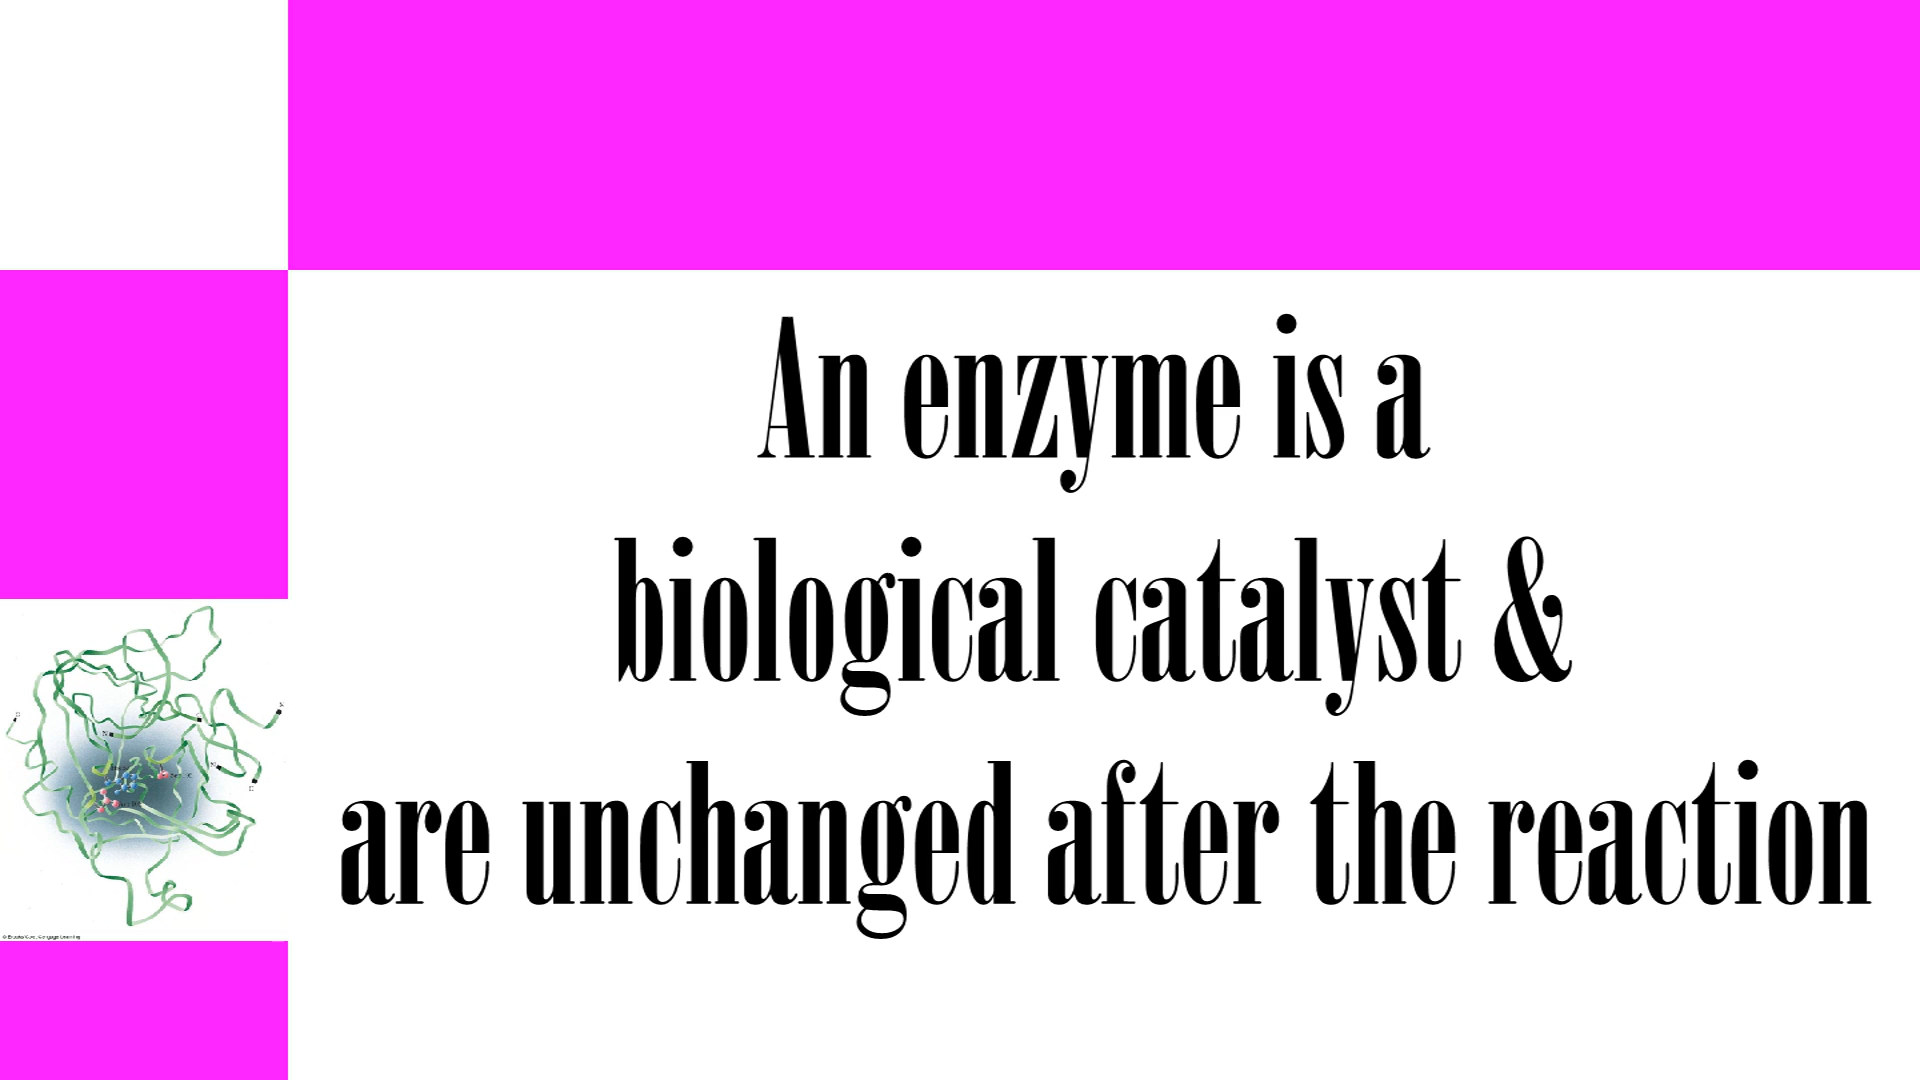 An enzyme is a
biological catalyst &
are unchanged after the reaction